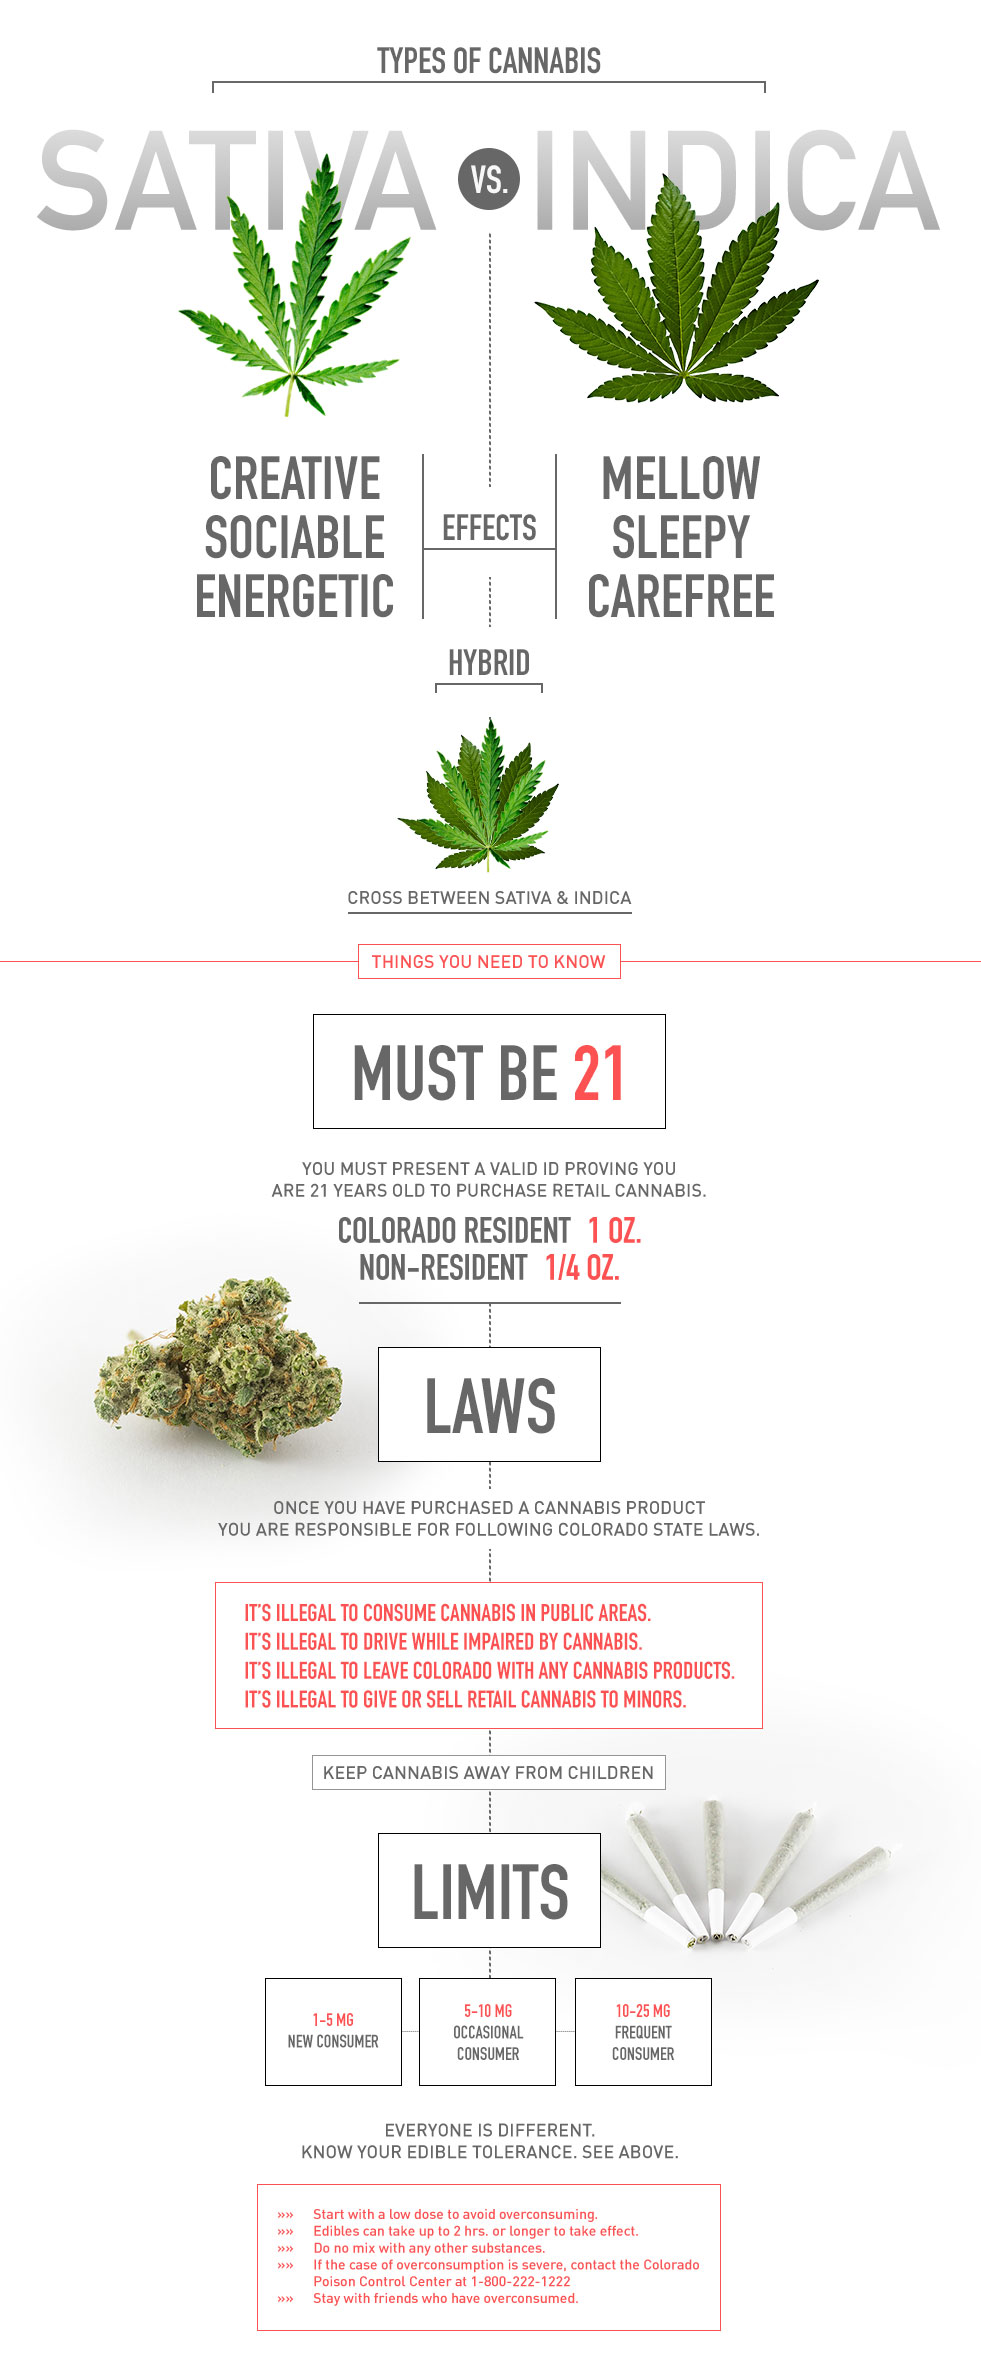 TYPES OF CANNABIS
SATIVA VS. INDICA
CREATIVE
SOCIABLE
ENERGETIC
EFFECTS
MELLOW
SLEEPY
CAREFREE
HYBRID
CROSS BETWEEN SATIVA & INDICA
THINGS YOU NEED TO KNOW
MUST BE 21
YOU MUST PRESENT A VALID ID PROVING YOU
ARE 21 YEARS OLD TO PURCHASE RETAIL CANNABIS.
COLORADO RESIDENT 1 OZ.
NON-RESIDENT 1/4 OZ.
LAWS
ONCE YOU HAVE PURCHASED A CANNABIS PRODUCT
YOU ARE RESPONSIBLE FOR FOLLOWING COLORADO STATE LAWS.
IT'S ILLEGAL TO CONSUME CANNABIS IN PUBLIC AREAS.
IT'S ILLEGAL TO DRIVE WHILE IMPAIRED BY CANNABIS.
IT'S ILLEGAL TO LEAVE COLORADO WITH ANY CANNABIS PRODUCTS.
IT'S ILLEGAL TO GIVE OR SELL RETAIL CANNABIS TO MINORS.
KEEP CANNABIS AWAY FROM CHILDREN
LIMITS
1-5 MG
NEW CONSUMER
5-10 MG
OCCASIONAL
CONSUMER
10-25 MG
FREQUENT
CONSUMER
EVERYONE IS DIFFERENT.
KNOW YOUR EDIBLE TOLERANCE. SEE ABOVE.
»» Start with a low dose to avoid overconsuming.
»» Edibles can take up to 2 hrs. or longer to take effect.
»» Do no mix with any other substances.
»» If the case of overconsumption is severe, contact the Colorado
Poison Control Center at 1-800-222-1222
»» Stay with friends who have overconsumed.